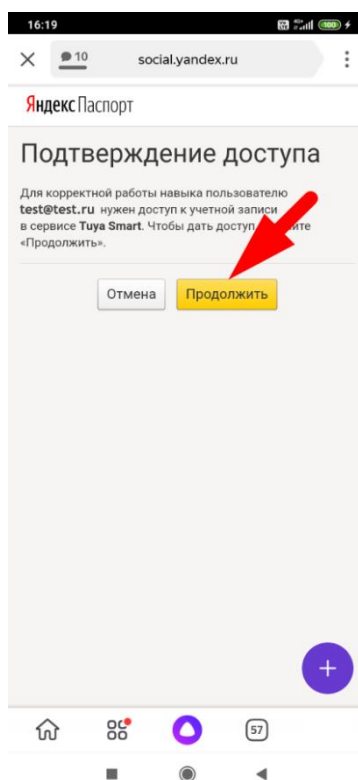 16:19
4G+
100
10
social.yandex.ru
Яндекс Паспорт
Подтверждение доступа
Для корректной работы навыка пользователю
test@test.ru нужен доступ к учетной записи
в сервисе Tuya Smart. Чтобы дать доступ
«Продолжить».
Отмена Продолжить
57